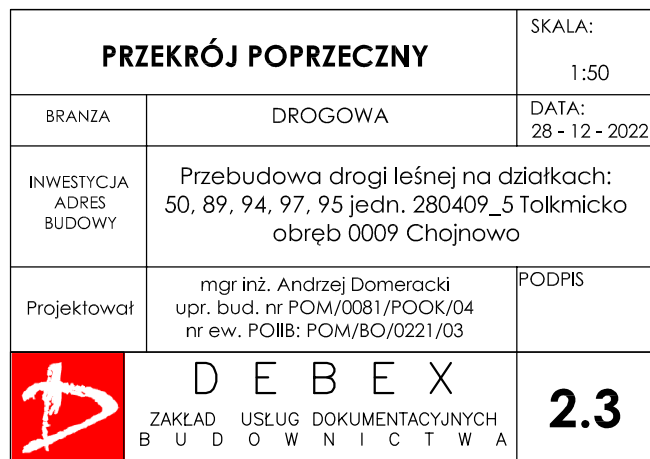 PRZEKRÓJ POPRZECZNY
SKALA:
1:50
BRANZA
DROGOWA
DATA:
28 - 12 - 2022
INWESTYCJA
ADRES
BUDOWY
Przebudowa drogi leśnej na działkach:
50, 89, 94, 97, 95 jedn. 280409_5 Tolkmicko
obręb 0009 Chojnowo
Projektował
mgr inż. Andrzej Domeracki
upr. bud. nr POM/0081/POOK/04
nr ew. POIIB: POM/BO/0221/03
PODPIS
D E B E X
ZAKŁAD USŁUG DOKUMENTACYJNYCH
B U D O W N I C T W A
2.3